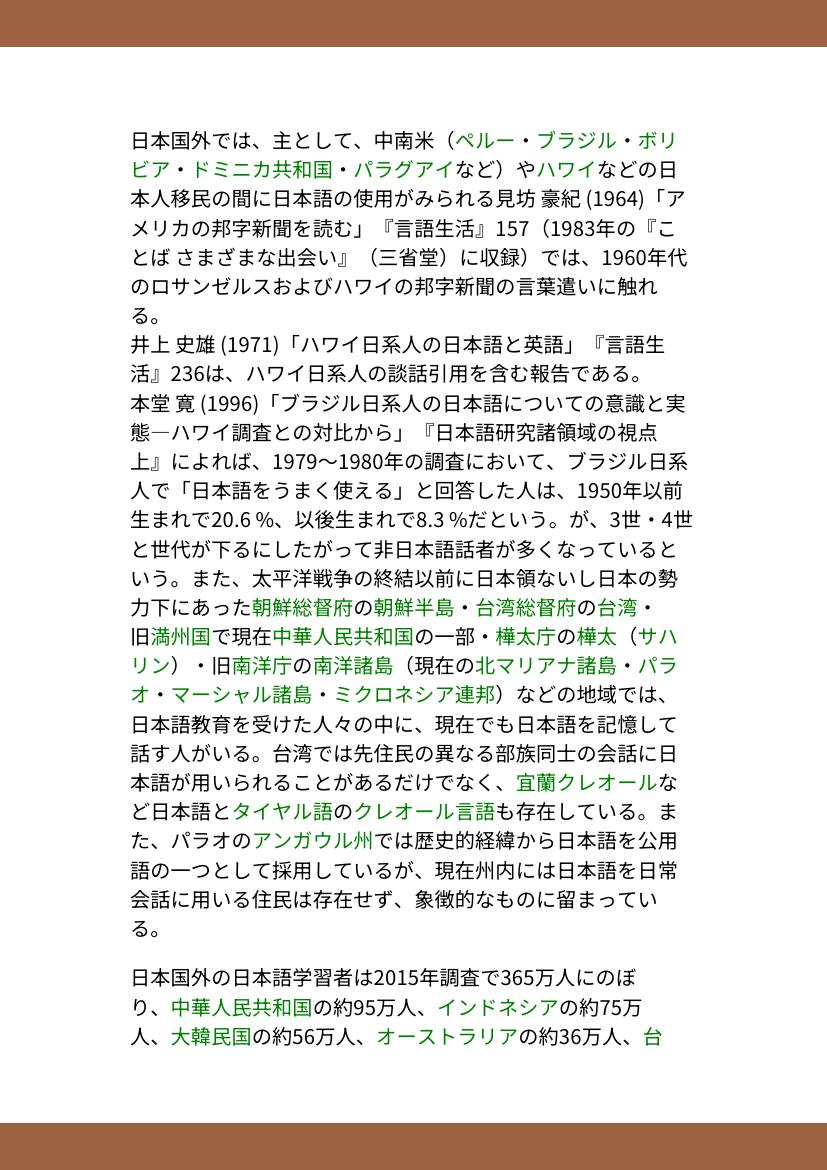 日本国外では、主として、中南米（ペルー・ブラジル・ボリ
ビア・ドミニカ共和国・パラグアイなど）やハワイなどの日
本人移民の間に日本語の使用がみられる見坊 豪紀 (1964)「ア
メリカの邦字新聞を読む」『言語生活』157（1983年の『こ
とば さまざまな出会い』（三省堂）に収録）では、1960年代
のロサンゼルスおよびハワイの邦字新聞の言葉遣いに触れ
る。
井上 史雄 (1971)「ハワイ日系人の日本語と英語」『言語生
活』236は、ハワイ日系人の談話引用を含む報告である。
本堂 寛 (1996)「ブラジル日系人の日本語についての意識と実
態―ハワイ調査との対比から」『日本語研究諸領域の視点
上』によれば、1979〜1980年の調査において、ブラジル日系
人で「日本語をうまく使える」と回答した人は、1950年以前
生まれで20.6 %、以後生まれで8.3 %だという。が、3世・4世
と世代が下るにしたがって非日本語話者が多くなっていると
いう。また、太平洋戦争の終結以前に日本領ないし日本の勢
力下にあった朝鮮総督府の朝鮮半島・台湾総督府の台湾・
旧満州国で現在中華人民共和国の一部・樺太庁の樺太（サハ
リン）・旧南洋庁の南洋諸島（現在の北マリアナ諸島・パラ
オ・マーシャル諸島・ミクロネシア連邦）などの地域では、
日本語教育を受けた人々の中に、現在でも日本語を記憶して
話す人がいる。台湾では先住民の異なる部族同士の会話に日
本語が用いられることがあるだけでなく、宜蘭クレオールな
ど日本語とタイヤル語のクレオール言語も存在している。ま
た、パラオのアンガウル州では歴史的経緯から日本語を公用
語の一つとして採用しているが、現在州内には日本語を日常
会話に用いる住民は存在せず、象徴的なものに留まってい
る。
日本国外の日本語学習者は2015年調査で365万人にのぼ
り、中華人民共和国の約95万人、インドネシアの約75万
人、大韓民国の約56万人、オーストラリアの約36万人、台